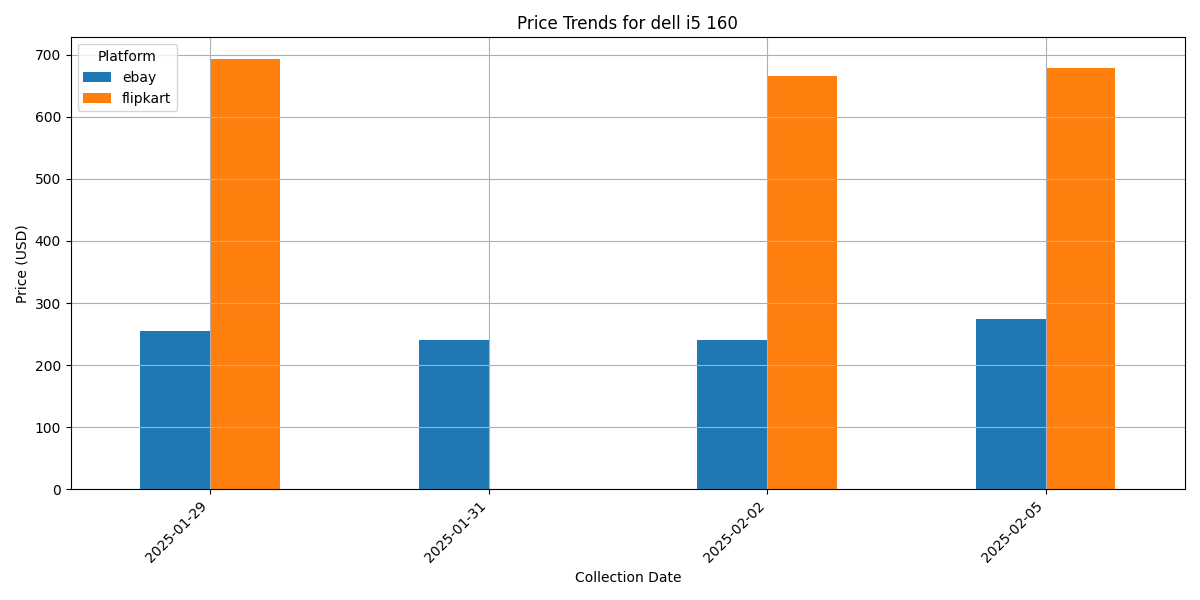 Price Trends for dell i5 160
Platform
ebay
flipkart
Price (USD)
700
600
500
400
300
200
100
0
2025-01-29
2025-01-31
2025-02-02
2025-02-05
Collection Date